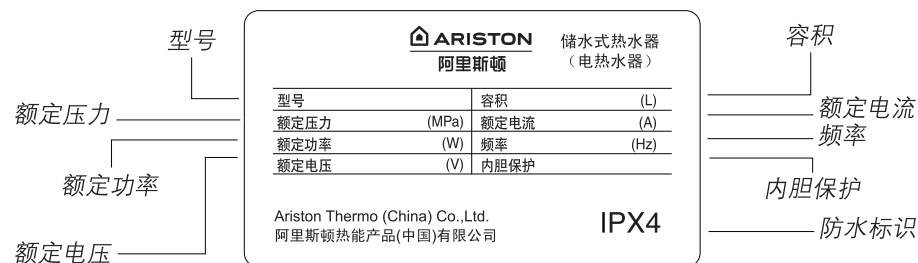 型号
额定压力
额定功率
额定电压
ARISTON
阿里斯顿
储水式热水器
（电热水器）
型号 容积 (L)
额定压力 (MPa) 额定电流 (A)
额定功率 (W) 频率 (Hz)
额定电压 (V) 内胆保护
Ariston Thermo (China) Co.,Ltd.
阿里斯顿热能产品(中国)有限公司
IPX4
容积
额定电流
频率
内胆保护
防水标识